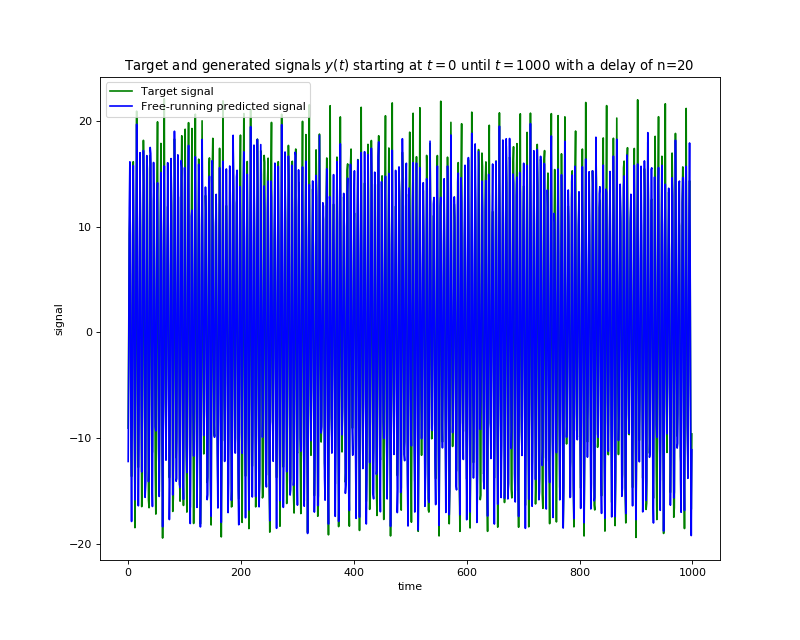 Target and generated signals y(t) starting at t = 0 until t = 1000 with a delay of n=20
Target signal
Free-running predicted signal
20
10
0
−10
−20
signal
0 200 400 600 800 1000
time